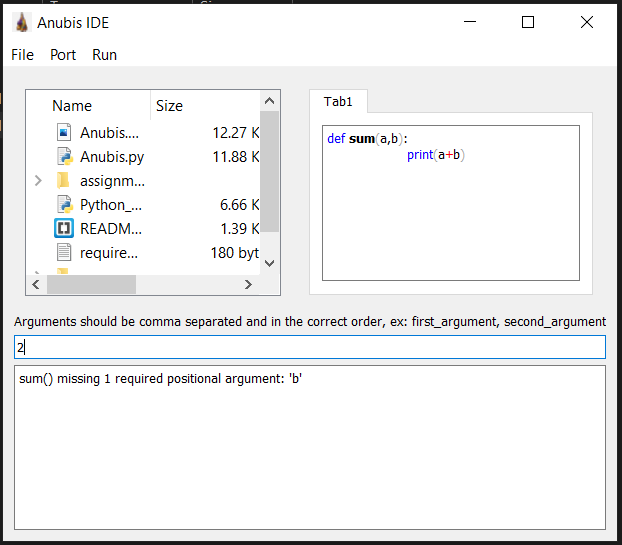 Anubis IDE
File Port Run
Name Size
Anubis.... 12.27 K
Anubis.py 11.88 K
assignm...
Python_... 6.66 K
READM... 1.39 K
require... 180 byt
Tab1
def sum(a,b):
print(a+b)
Arguments should be comma separated and in the correct order, ex: first_argument, second_argument
2
sum() missing 1 required positional argument: 'b'